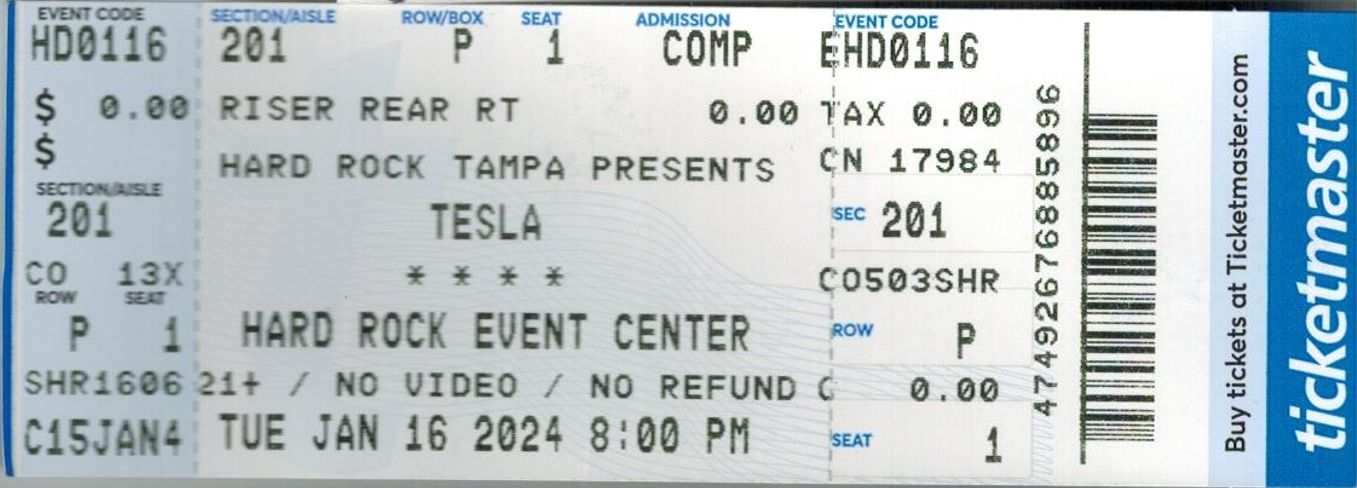 EVENT CODE SECTION/AISLE ROW/BOX SEAT ADMISSION EVENT CODE
HD0116 201 P 1 COMP EHD0116
$ 0.00 RISER REAR RT 0.00 TAX 0.00
$ HARD ROCK TAMPA PRESENTS CN 17984
SECTION/AISLE
201 TESLA SEC 201
CO 13X * * * * CO503SHR
ROW SEAT
P 1 HARD ROCK EVENT CENTER ROW P
SHR1606 21+ / NO VIDEO / NO REFUND C 0.00
C15JAN4 TUE JAN 16 2024 8:00 PM SEAT 1
474926768858​96
Buy tickets at Ticketmaster.com
ticketmaster